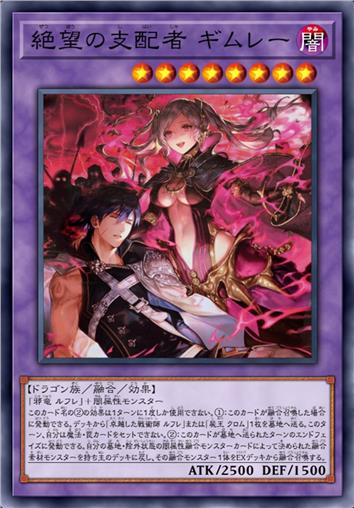 絶望の支配者 ギムレー
闇
【ドラゴン族／融合／効果】
「邪竜 ルフレ」＋闇属性モンスター
このカード名の②の効果は１ターンに１度しか使用できない。①：このカードが融合召喚した場合
に発動できる。デッキから「卓越した戦術師 ルフレ」または「聖王 クロム」１枚を墓地へ送る。このタ
ーン、自分は魔法・罠カードをセットできない。②：このカードが墓地へ送られたターンのエンドフェ
イズに発動できる。自分の墓地・除外状態の闇属性融合モンスターカードによって決められた融合
素材モンスターを持ち主のデッキに戻し、その融合モンスター１体をEXデッキから融合召喚する。
ATK/2500 DEF/1500